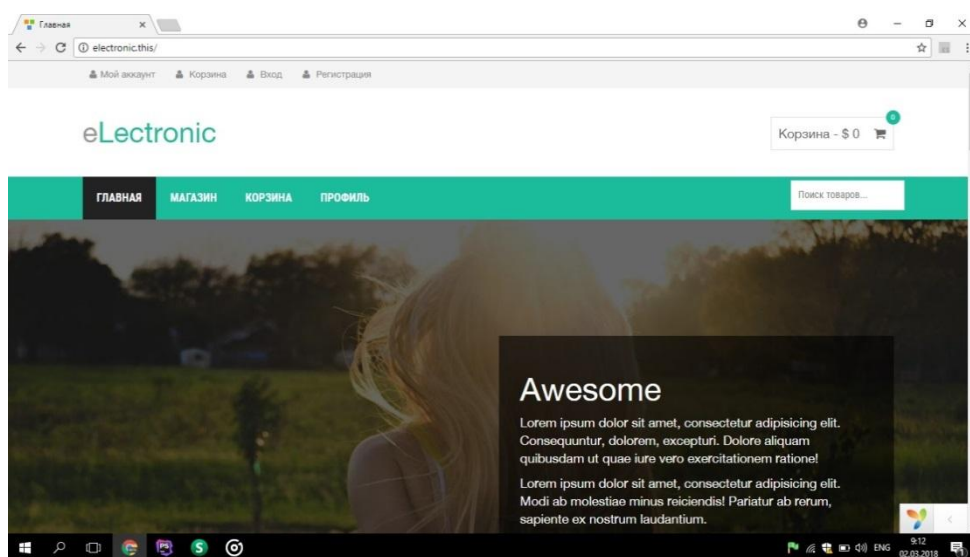 Главная
electronic.this/
Мой аккаунт Корзина Вход Регистрация
eLectronic
Корзина - $ 0
0
ГЛАВНАЯ МАГАЗИН КОРЗИНА ПРОФИЛЬ
Поиск товаров...
Awesome
Lorem ipsum dolor sit amet, consectetur adipisicing elit.
Consequuntur, dolorem, excepturi. Dolore aliquam
quibusdam ut quae iure vero exercitationem ratione!
Lorem ipsum dolor sit amet, consectetur adipisicing elit.
Modi ab molestiae minus reiciendis! Pariatur ab rerum,
sapiente ex nostrum laudantium.
PS
S
ENG
9:12
02.03.2018